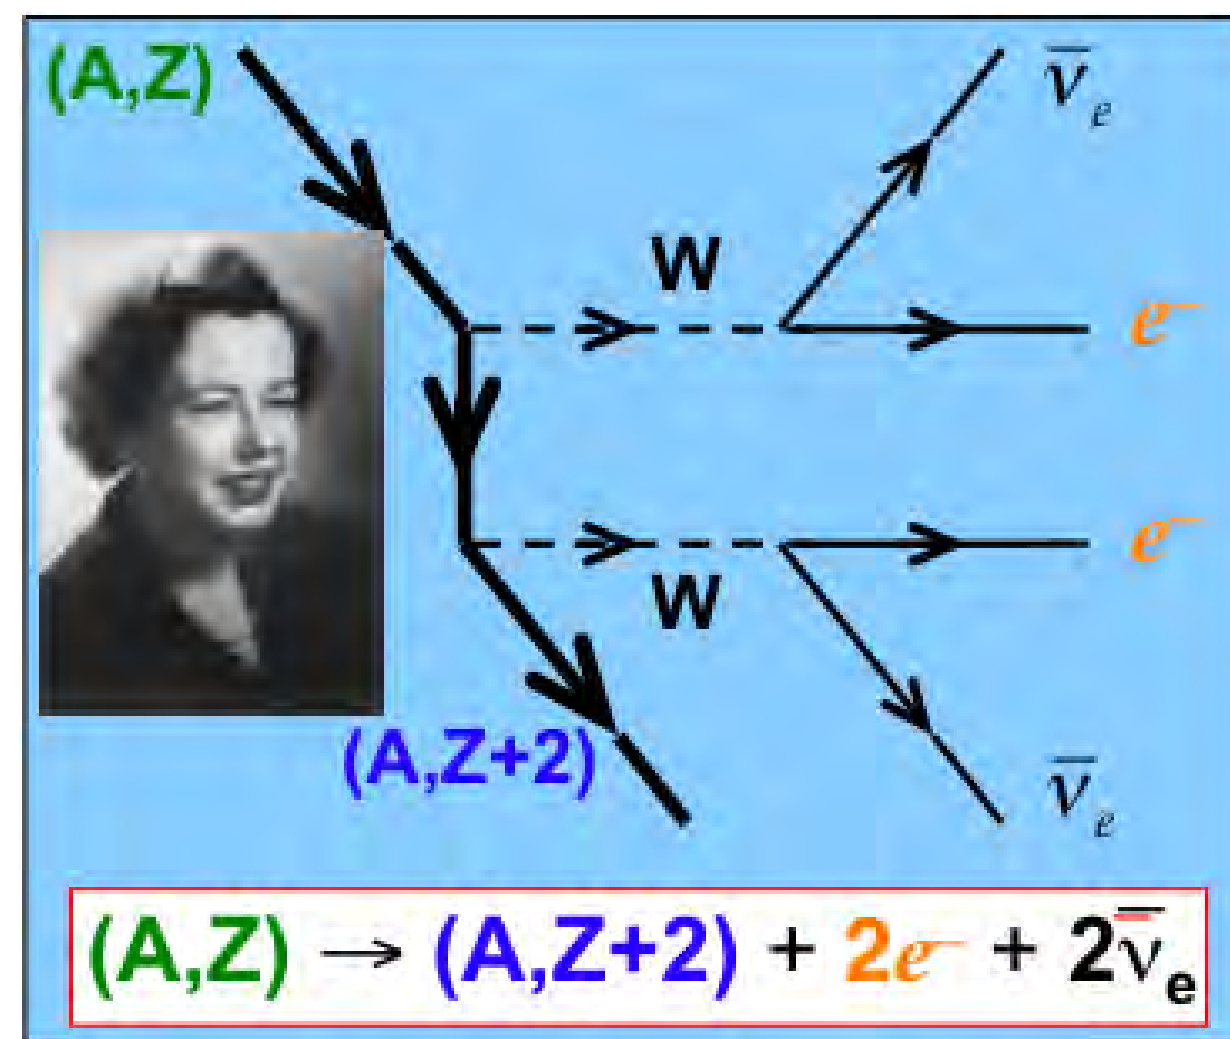 (A,Z)
ν̅e
W
e⁻
e⁻
W
(A,Z+2)
ν̅e
(A,Z) → (A,Z+2) + 2e⁻ + 2ν̅e